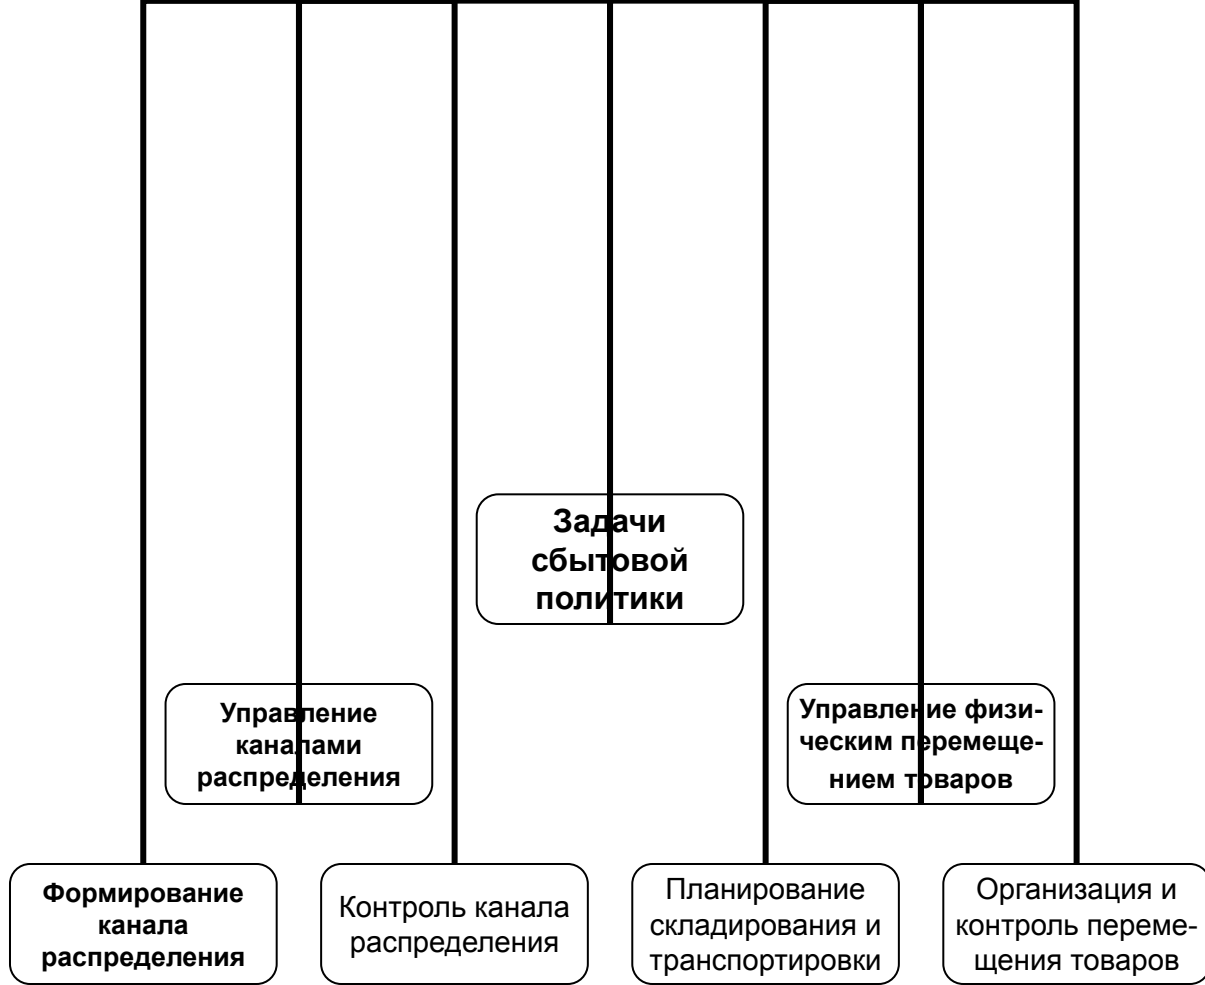 Задачи
сбытовой
политики
Управление
каналами
распределения
Управление физи-
ческим перемеще-
нием товаров
Формирование
канала
распределения
Контроль канала
распределения
Планирование
складирования и
транспортировки
Организация и
контроль переме-
щения товаров